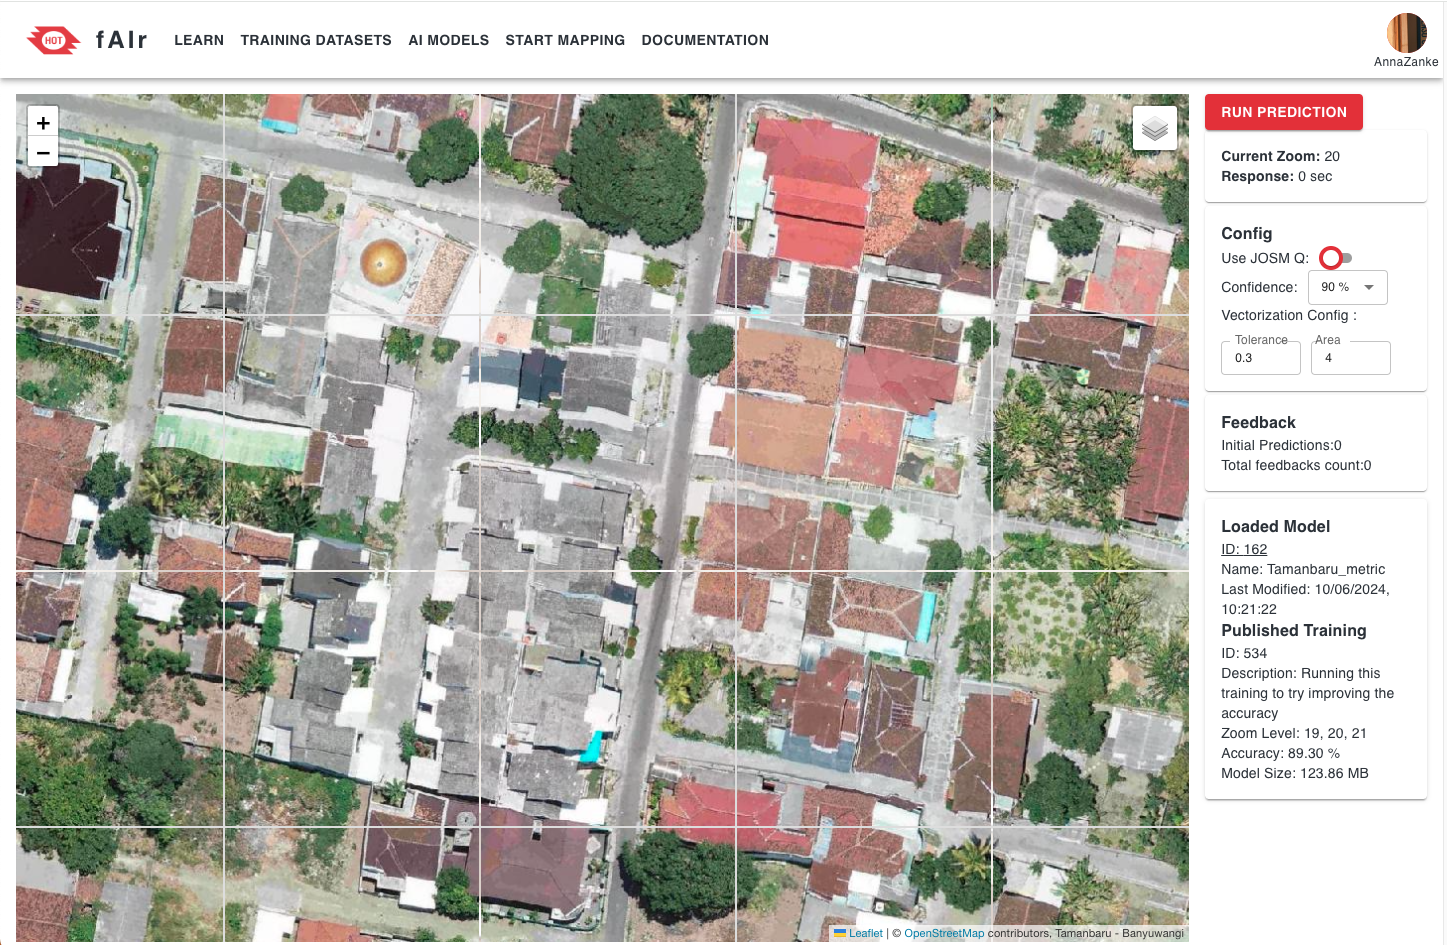 HOT fAIr LEARN TRAINING DATASETS AI MODELS START MAPPING DOCUMENTATION
AnnaZanke
+
−
RUN PREDICTION
Current Zoom: 20
Response: 0 sec
Config
Use JOSM Q:
Confidence: 90 %
Vectorization Config :
Tolerance Area
0.3 4
Feedback
Initial Predictions:0
Total feedbacks count:0
Loaded Model
ID: 162
Name: Tamanbaru_metric
Last Modified: 10/06/2024,
10:21:22
Published Training
ID: 534
Description: Running this
training to try improving the
accuracy
Zoom Level: 19, 20, 21
Accuracy: 89.30 %
Model Size: 123.86 MB
Leaflet | © OpenStreetMap contributors, Tamanbaru - Banyuwangi